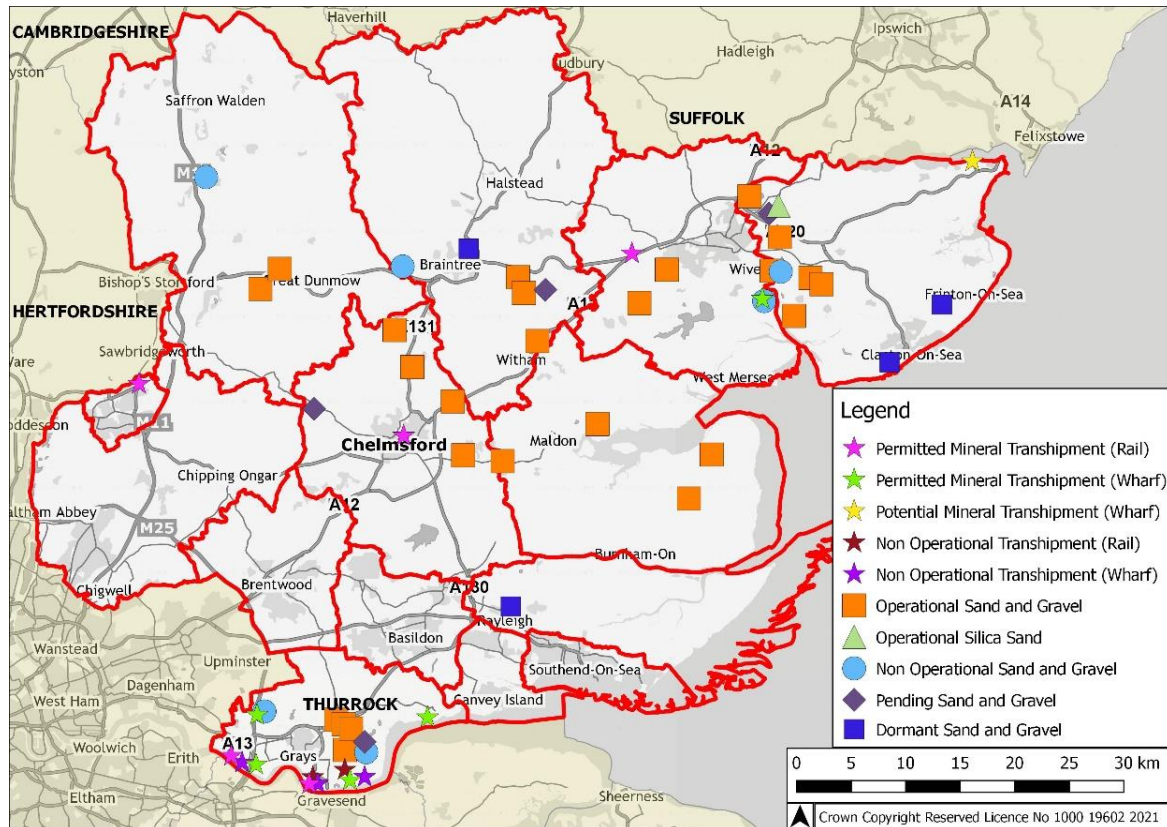 CAMBRIDGESHIRE
Haverhill
Ipswich
Hadleigh
Saffron Walden
SUFFOLK
A14
Felixstowe
Halstead
Braintree
Bishop'S Stortford
Great Dunmow
HERTFORDSHIRE
Frinton-On-Sea
Ware
Sawbridgeworth
Witham
Clacton-On-Sea
West Mersea
Chelmsford
Maldon
Chipping Ongar
A12
M25
Chigwell
Burnham-On
Brentwood
A130
Rayleigh
Basildon
Wanstead
Upminster
Southend-On-Sea
Dagenham
West Ham
THURROCK
Canvey Island
Woolwich
A13
Erith
Grays
Eltham
Gravesend
Sheerness
Legend
Permitted Mineral Transhipment (Rail)
Permitted Mineral Transhipment (Wharf)
Potential Mineral Transhipment (Wharf)
Non Operational Transhipment (Rail)
Non Operational Transhipment (Wharf)
Operational Sand and Gravel
Operational Silica Sand
Non Operational Sand and Gravel
Pending Sand and Gravel
Dormant Sand and Gravel
0 5 10 15 20 25 30 km
Crown Copyright Reserved Licence No 1000 19602 2021